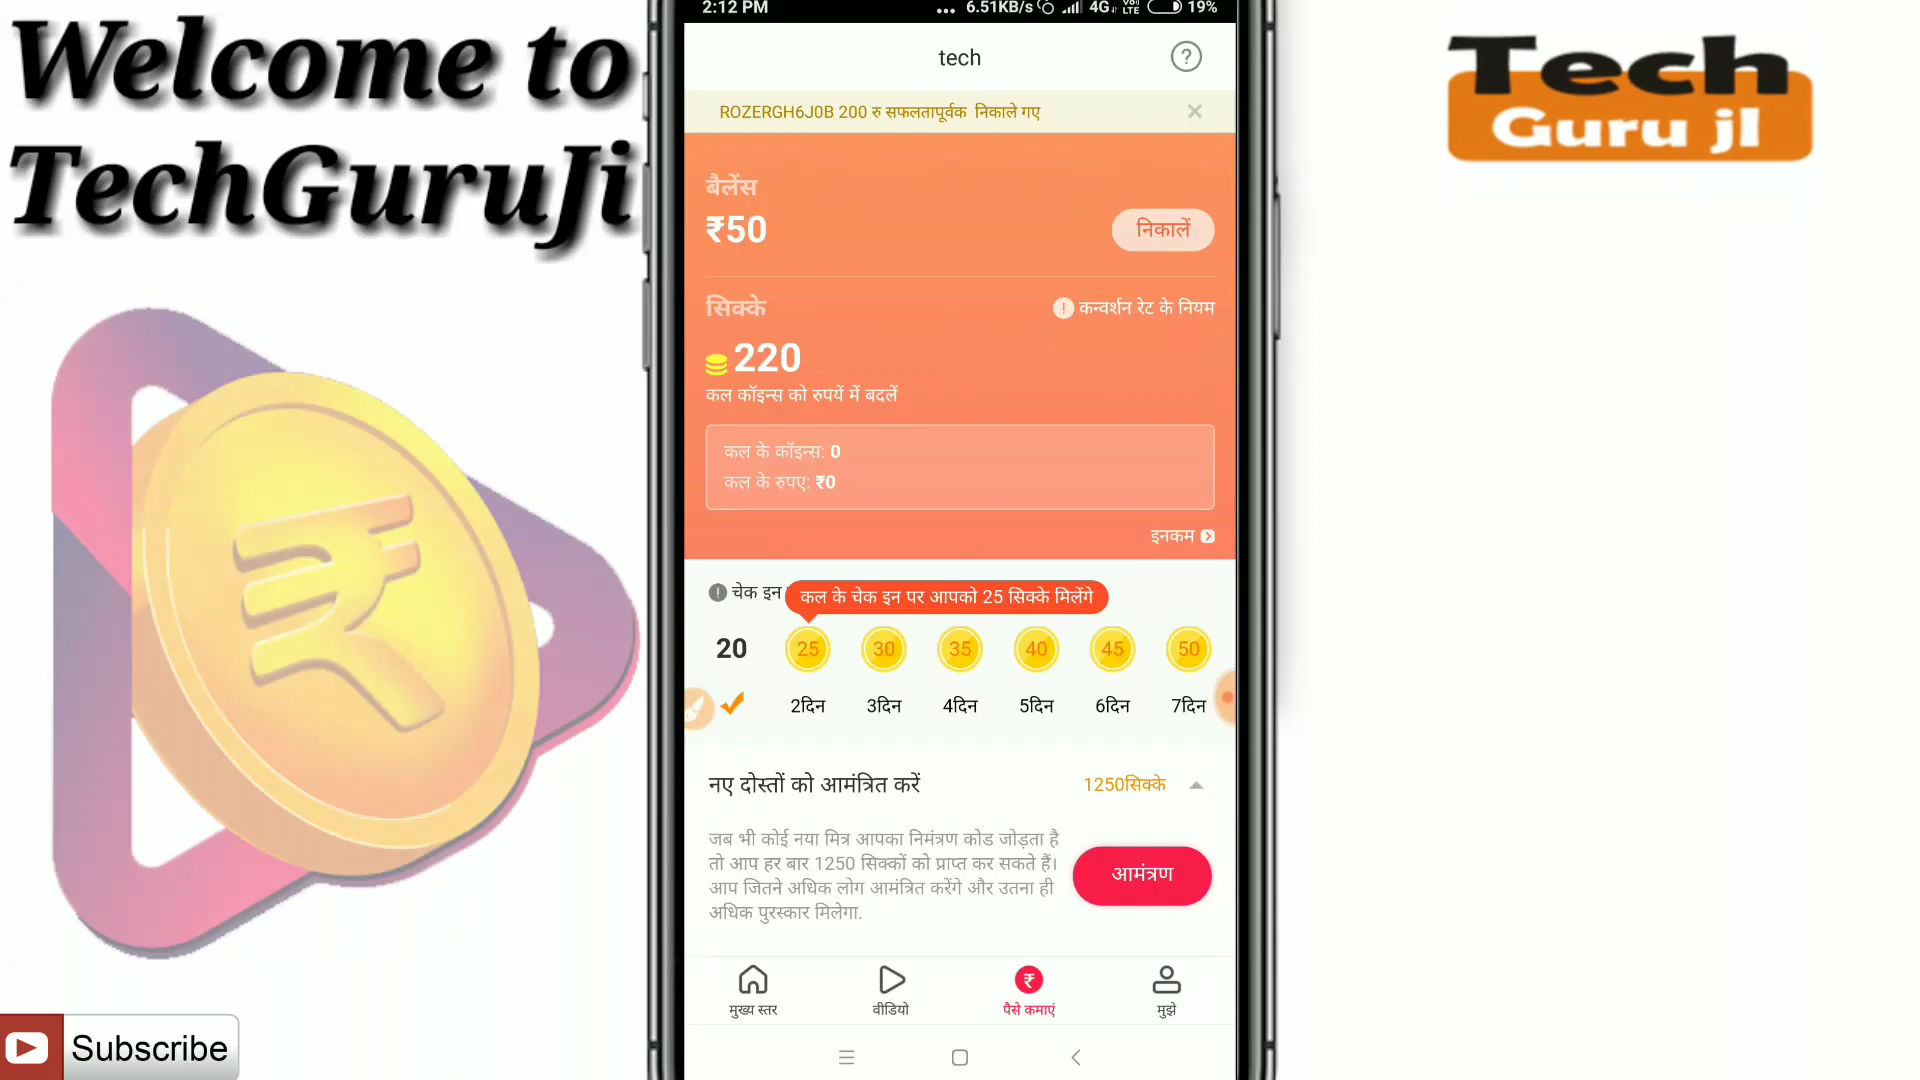 Welcome to
TechGuruJi
Tech
Guru jI
Subscribe
2:12 PM
... 6.51KB/s 4G VoLTE 19%
tech
?
ROZERGH6J0B 200 रु सफलतापूर्वक निकाले गए
बैलेंस
₹50
निकालें
सिक्के
! कन्वर्शन रेट के नियम
220
कल कॉइन्स को रुपयें में बदलें
कल के कॉइन्स: 0
कल के रुपए: ₹0
इनकम
! चेक इन
कल के चेक इन पर आपको 25 सिक्के मिलेंगे
20 25 30 35 40 45 50
2दिन 3दिन 4दिन 5दिन 6दिन 7दिन
नए दोस्तों को आमंत्रित करें
1250सिक्के
जब भी कोई नया मित्र आपका निमंत्रण कोड जोड़ता है
तो आप हर बार 1250 सिक्कों को प्राप्त कर सकते हैं।
आप जितने अधिक लोग आमंत्रित करेंगे और उतना ही
अधिक पुरस्कार मिलेगा.
आमंत्रण
मुख्य स्तर
वीडियो
₹
पैसे कमाएं
मुझे
₹